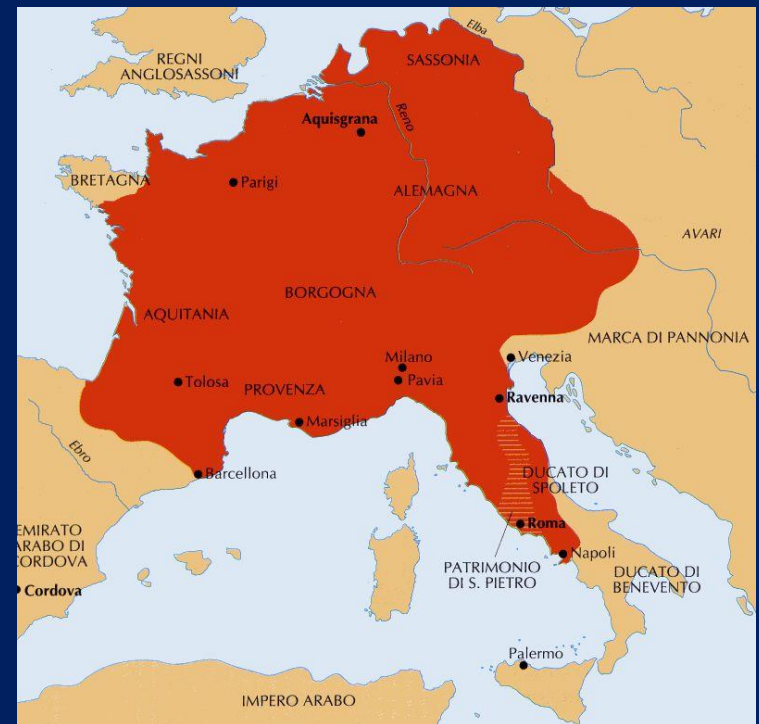 Elba
REGNI
ANGLOSASSONI
SASSONIA
Reno
Aquisgrana
BRETAGNA
Parigi
ALEMAGNA
AVARI
BORGOGNA
AQUITANIA
MARCA DI PANNONIA
Milano
Venezia
Tolosa
Pavia
PROVENZA
Ravenna
Marsiglia
Ebro
Barcellona
DUCATO DI
SPOLETO
EMIRATO
ARABO DI
CORDOVA
Roma
Napoli
PATRIMONIO
DI S. PIETRO
DUCATO DI
BENEVENTO
Cordova
Palermo
IMPERO ARABO